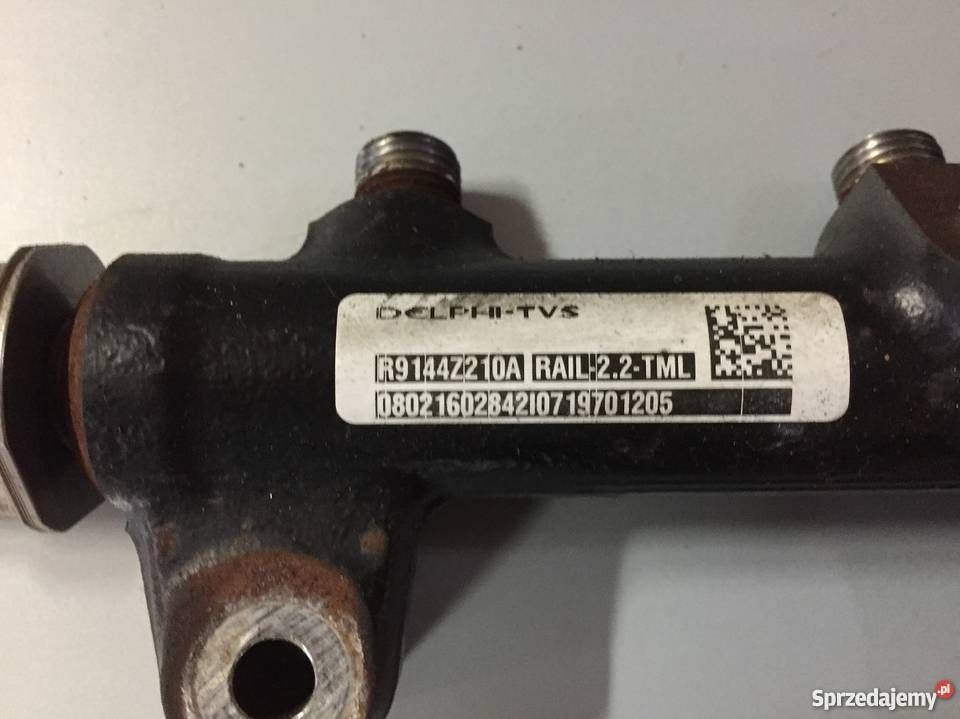 DELPHI-TVS
R9144Z210A RAIL-2.2-TML
08021602842I0719701205
Sprzedajemy.pl